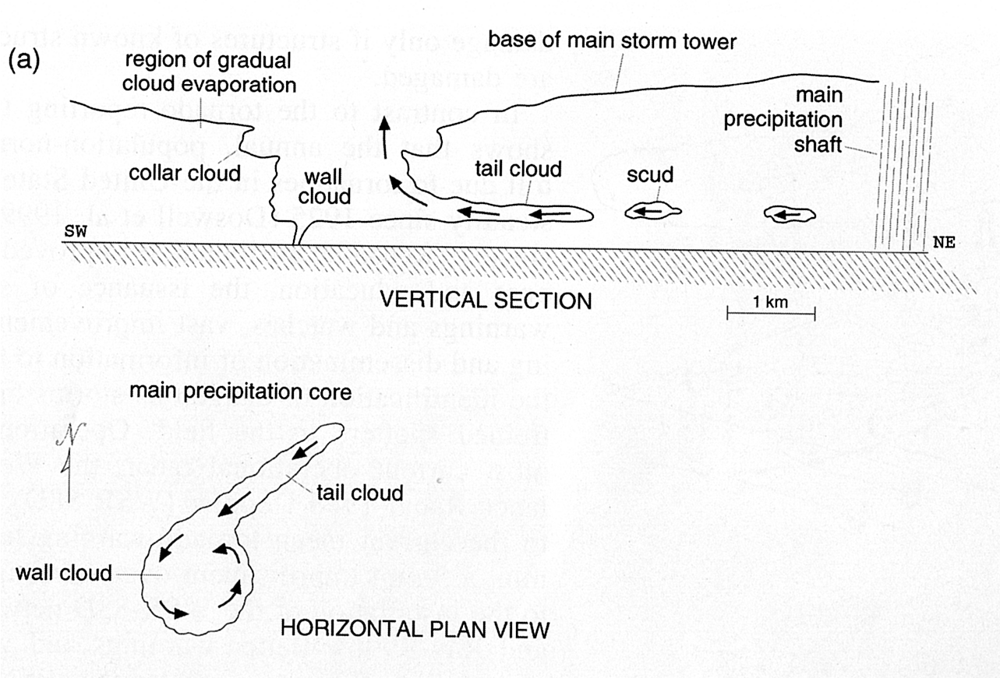 (a)
region of gradual
cloud evaporation
base of main storm tower
main
precipitation
shaft
collar cloud
wall
cloud
tail cloud
scud
SW
NE
VERTICAL SECTION
1 km
main precipitation core
N
tail cloud
wall cloud
HORIZONTAL PLAN VIEW